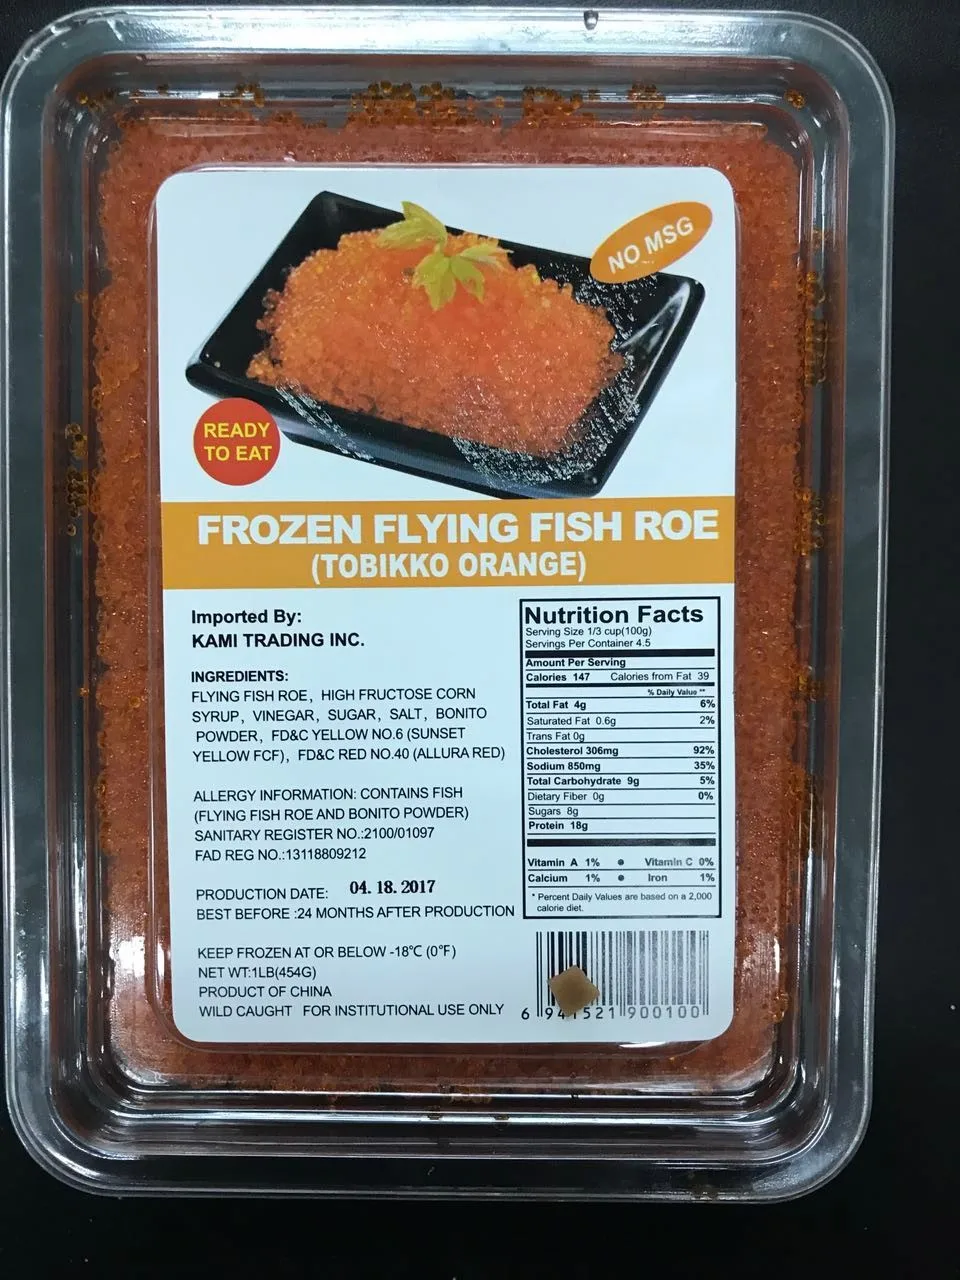 NO MSG
READY
TO EAT
FROZEN FLYING FISH ROE
(TOBIKKO ORANGE)
Imported By:
KAMI TRADING INC.
INGREDIENTS:
FLYING FISH ROE, HIGH FRUCTOSE CORN
SYRUP, VINEGAR, SUGAR, SALT, BONITO
POWDER, FD&C YELLOW NO.6 (SUNSET
YELLOW FCF), FD&C RED NO.40 (ALLURA RED)
ALLERGY INFORMATION: CONTAINS FISH
(FLYING FISH ROE AND BONITO POWDER)
SANITARY REGISTER NO.:2100/01097
FAD REG NO.:13118809212
PRODUCTION DATE: 04. 18. 2017
BEST BEFORE :24 MONTHS AFTER PRODUCTION
KEEP FROZEN AT OR BELOW -18℃ (0℉)
NET WT:1LB(454G)
PRODUCT OF CHINA
WILD CAUGHT FOR INSTITUTIONAL USE ONLY
Nutrition Facts
Serving Size 1/3 cup(100g)
Servings Per Container 4.5
Amount Per Serving
Calories 147 Calories from Fat 39
% Daily Value **
Total Fat 4g 6%
Saturated Fat 0.6g 2%
Trans Fat 0g
Cholesterol 306mg 92%
Sodium 850mg 35%
Total Carbohydrate 9g 5%
Dietary Fiber 0g 0%
Sugars 8g
Protein 18g
Vitamin A 1% ● Vitamin C 0%
Calcium 1% ● Iron 1%
* Percent Daily Values are based on a 2,000
calorie diet.
6 941521 900100